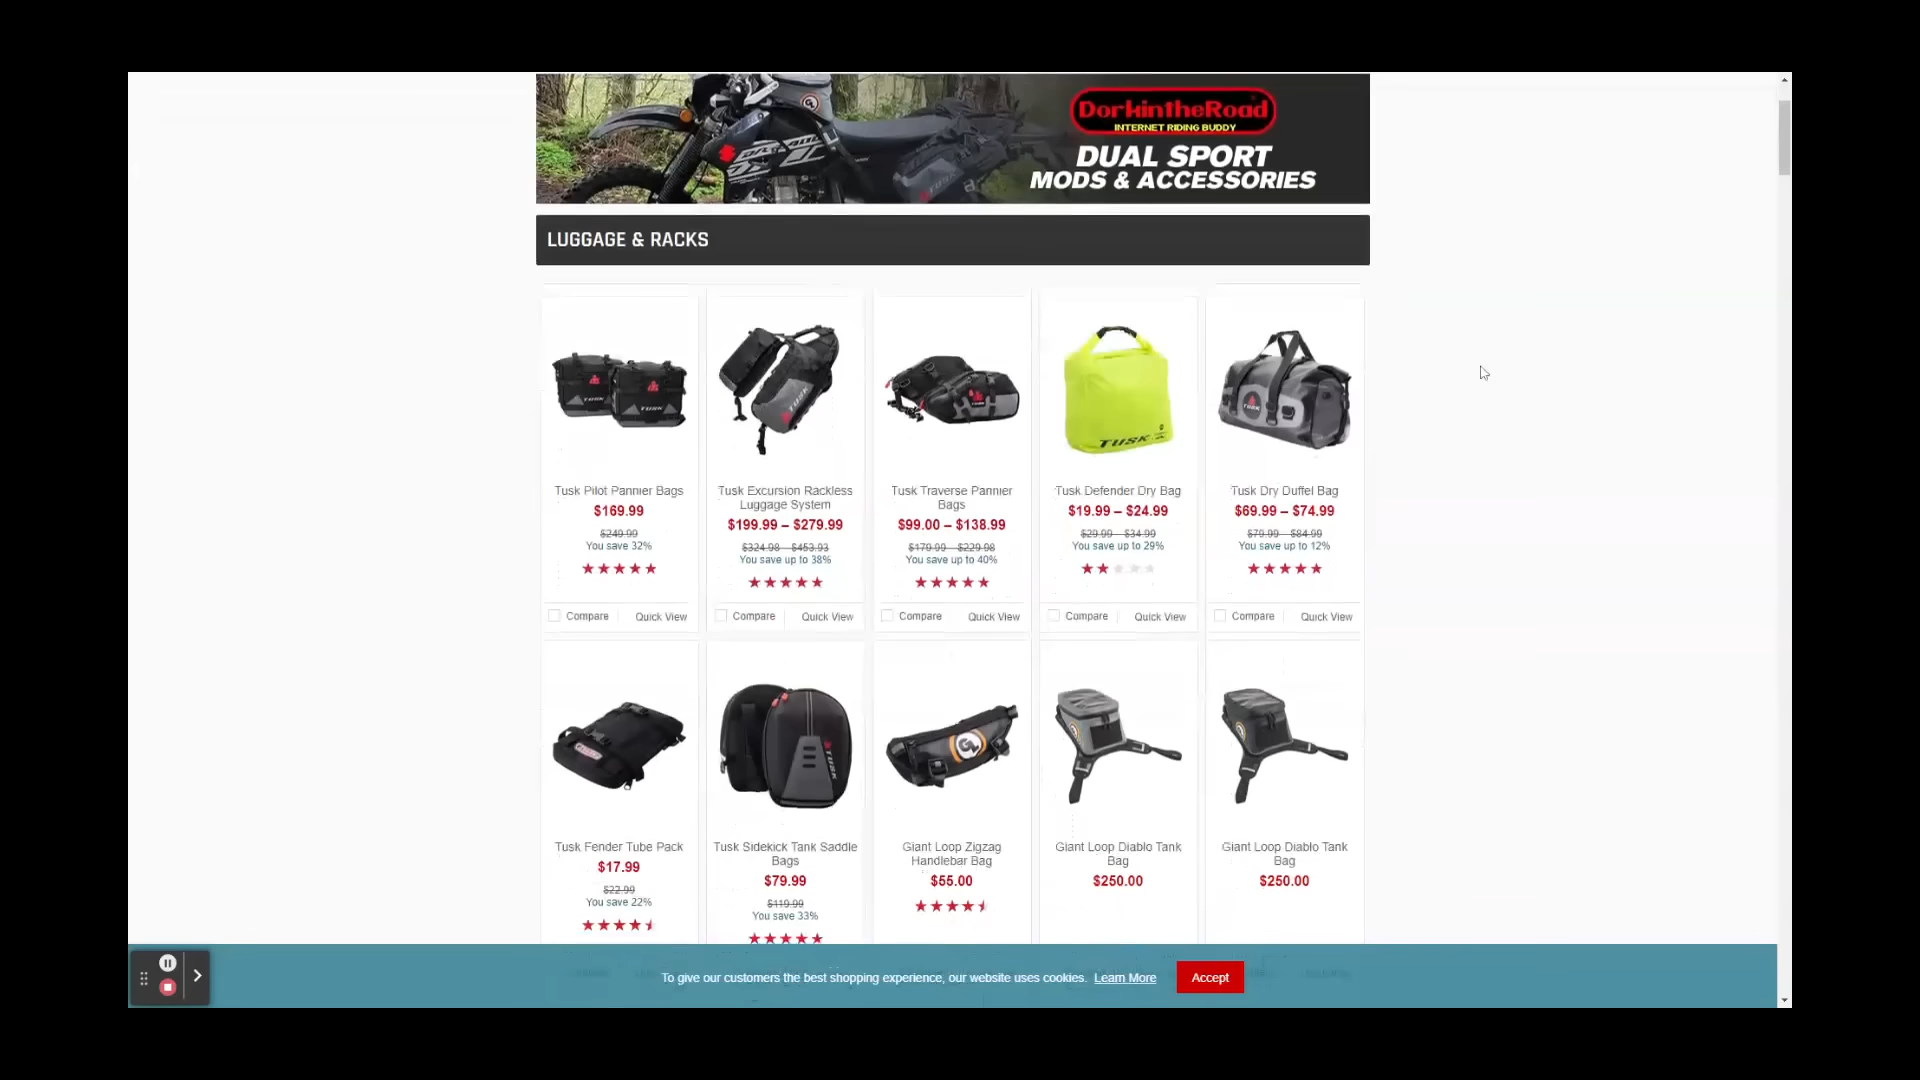 DorkintheRoad
INTERNET RIDING BUDDY
DUAL SPORT
MODS & ACCESSORIES
LUGGAGE & RACKS
TUSK
TUSK
TUSK
TUSK
Tusk Pilot Pannier Bags
$169.99
$249.99
You save 32%
Compare
Quick View
Tusk Excursion Rackless
Luggage System
$199.99 – $279.99
$324.98 – $453.93
You save up to 38%
Compare
Quick View
Tusk Traverse Pannier
Bags
$99.00 – $138.99
$179.99 – $229.98
You save up to 40%
Compare
Quick View
Tusk Defender Dry Bag
$19.99 – $24.99
$29.99 – $34.99
You save up to 29%
Compare
Quick View
Tusk Dry Duffel Bag
$69.99 – $74.99
$79.99 – $84.99
You save up to 12%
Compare
Quick View
TUSK
Tusk Fender Tube Pack
$17.99
$22.99
You save 22%
Tusk Sidekick Tank Saddle
Bags
$79.99
$119.99
You save 33%
Giant Loop Zigzag
Handlebar Bag
$55.00
Giant Loop Diablo Tank
Bag
$250.00
Giant Loop Diablo Tank
Bag
$250.00
To give our customers the best shopping experience, our website uses cookies. Learn More
Accept